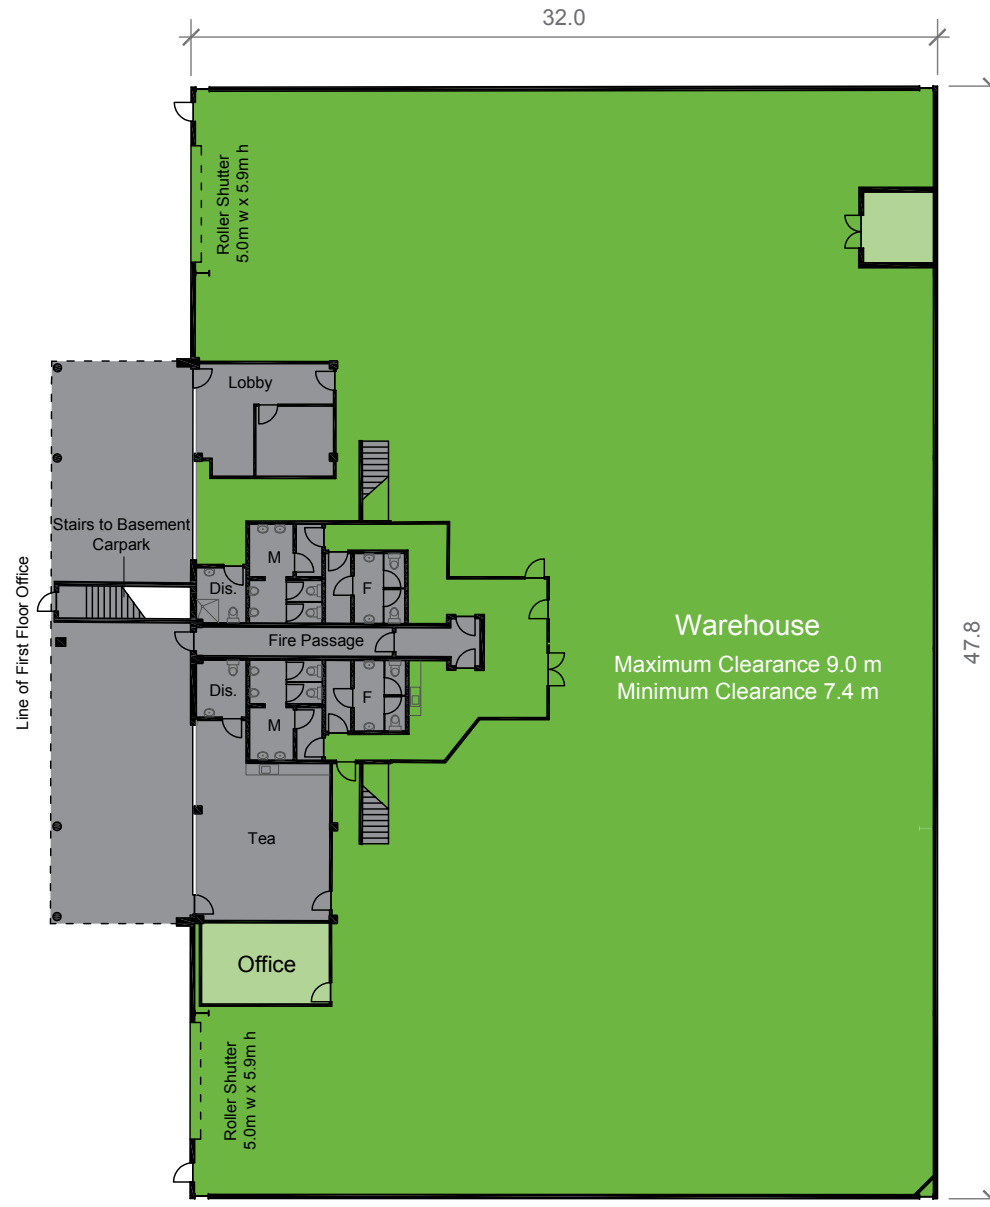 32.0
Roller Shutter
5.0m w x 5.9m h
Lobby
Stairs to Basement
Carpark
M
Dis.
F
Line of First Floor Office
Fire Passage
Warehouse
Maximum Clearance 9.0 m
Minimum Clearance 7.4 m
47.8
Dis.
F
M
Tea
Office
Roller Shutter
5.0m w x 5.9m h